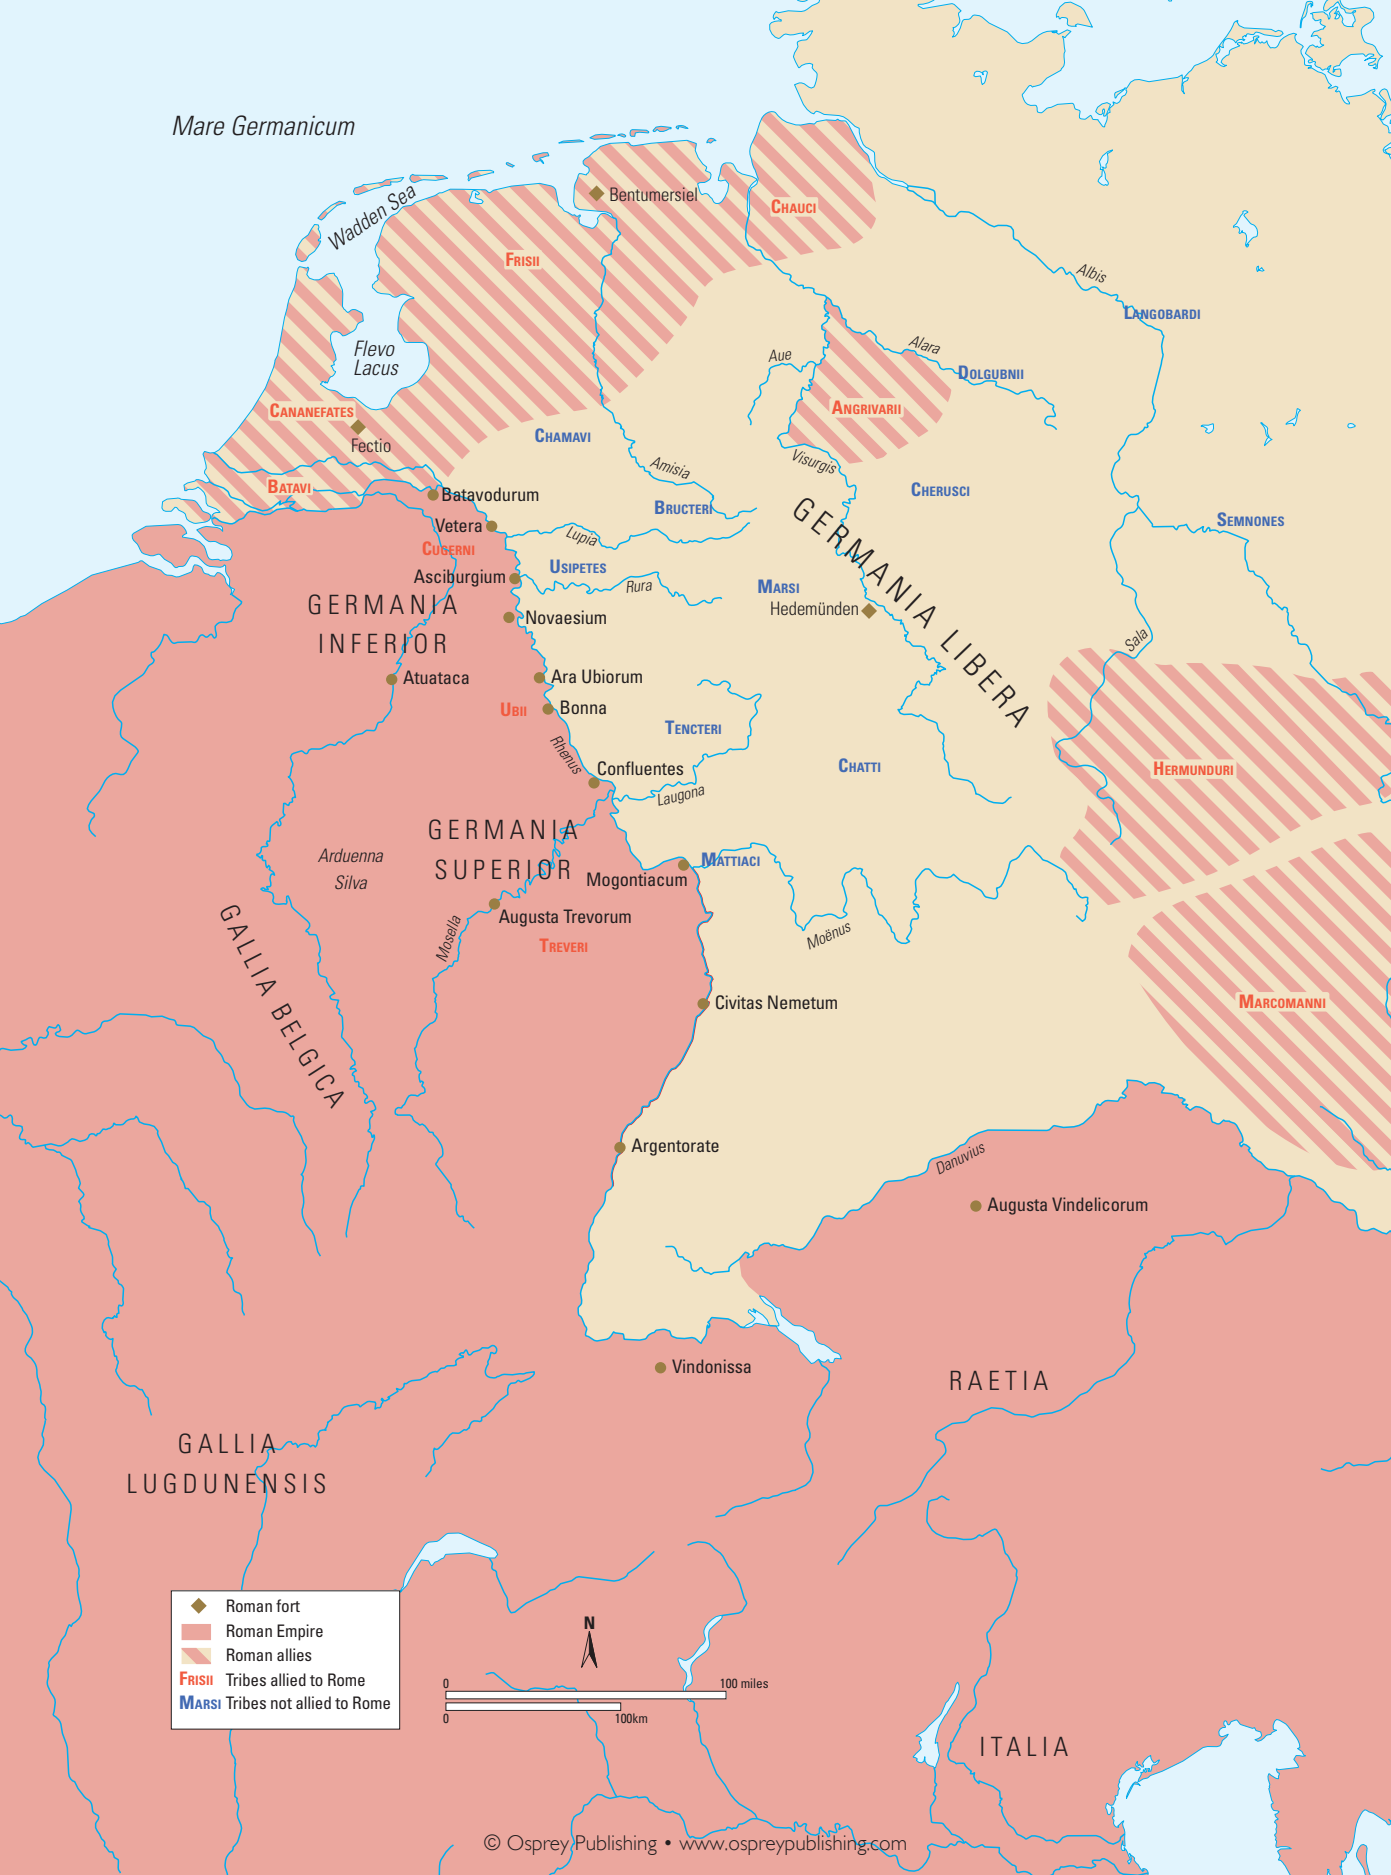 Mare Germanicum
Wadden Sea
Bentumersiel
CHAUCI
FRISII
Albis
LANGOBARDI
Flevo
Lacus
Aue
Alara
DOLGUBNII
CANANEFATES
Fectio
ANGRIVARII
CHAMAVI
Amisia
Visurgis
BATAVI
Batavodurum
CHERUSCI
BRUCTERI
GERMANIA LIBERA
SEMNONES
Vetera
Lupia
CUGERNI
USIPETES
Asciburgium
Rura
MARSI
Hedemünden
GERMANIA
INFERIOR
Novaesium
Sala
Atuataca
Ara Ubiorum
UBII
Bonna
TENCTERI
Rhenus
Confluentes
CHATTI
HERMUNDURI
Laugona
GERMANIA
SUPERIOR
Arduenna
Silva
MATTIACI
Mogontiacum
Augusta Trevorum
Mosella
TREVERI
Moënus
GALLIA BELGICA
Civitas Nemetum
MARCOMANNI
Argentorate
Danuvius
Augusta Vindelicorum
Vindonissa
RAETIA
GALLIA
LUGDUNENSIS
Roman fort
Roman Empire
Roman allies
FRISII Tribes allied to Rome
MARSI Tribes not allied to Rome
N
0 100 miles
0 100km
ITALIA
© Osprey Publishing • www.ospreypublishing.com